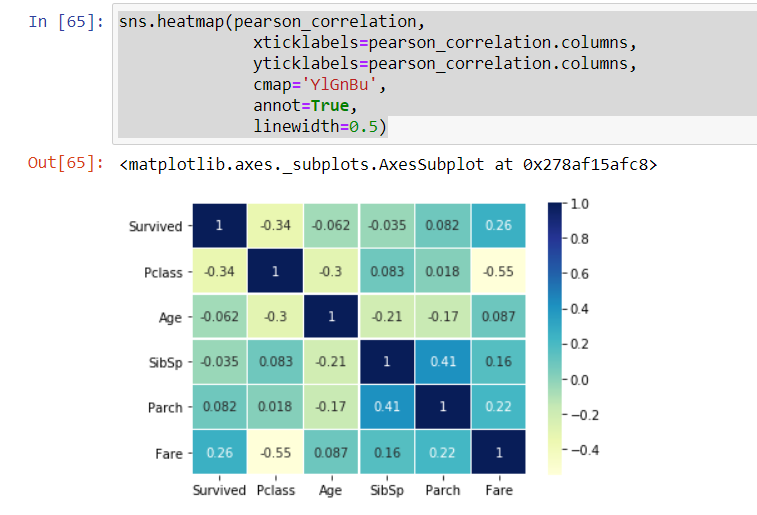 In [65]: sns.heatmap(pearson_correlation,
xticklabels=pearson_correlation.columns,
yticklabels=pearson_correlation.columns,
cmap='YlGnBu',
annot=True,
linewidth=0.5)
Out[65]: <matplotlib.axes._subplots.AxesSubplot at 0x278af15afc8>
Survived 1 -0.34 -0.062 -0.035 0.082 0.26
Pclass -0.34 1 -0.3 0.083 0.018 -0.55
Age -0.062 -0.3 1 -0.21 -0.17 0.087
SibSp -0.035 0.083 -0.21 1 0.41 0.16
Parch 0.082 0.018 -0.17 0.41 1 0.22
Fare 0.26 -0.55 0.087 0.16 0.22 1
Survived Pclass Age SibSp Parch Fare
1.0
0.8
0.6
0.4
0.2
0.0
−0.2
−0.4